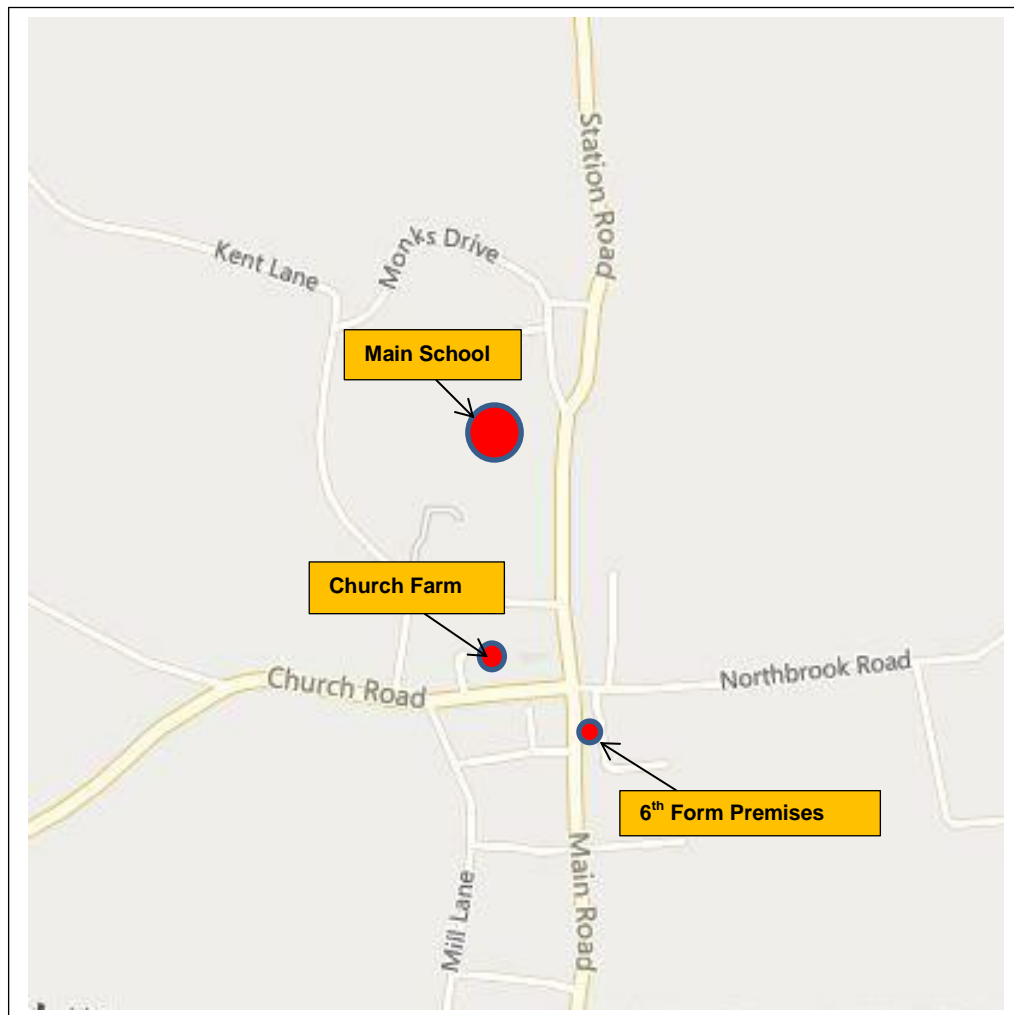 Station Road
Monks Drive
Kent Lane
Main School
Church Farm
Northbrook Road
Church Road
6th Form Premises
Main Road
Mill Lane